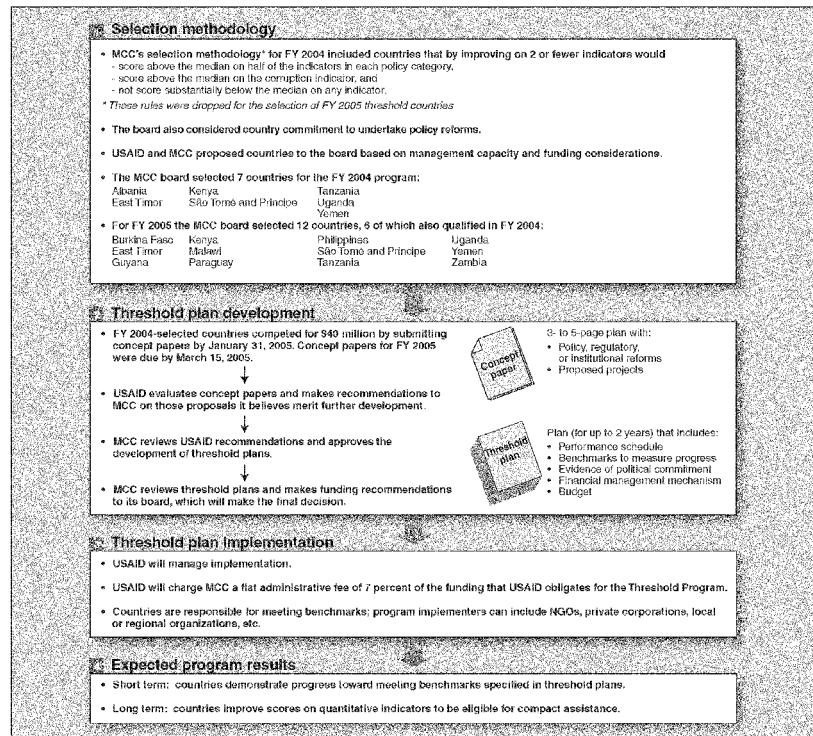 Selection methodology
• MCC's selection methodology* for FY 2004 included countries that by improving on 2 or fewer indicators would
- score above the median on half of the indicators in each policy category,
- score above the median on the corruption indicator, and
- not score substantially below the median on any indicator.
* These rules were dropped for the selection of FY 2005 threshold countries
• The board also considered country commitment to undertake policy reforms.
• USAID and MCC proposed countries to the board based on management capacity and funding considerations.
• The MCC board selected 7 countries for the FY 2004 program:
Albania Kenya Tanzania
East Timor São Tomé and Príncipe Uganda
Yemen
• For FY 2005 the MCC board selected 12 countries, 6 of which also qualified in FY 2004:
Burkina Faso Kenya Philippines Uganda
East Timor Malawi São Tomé and Príncipe Yemen
Guyana Paraguay Tanzania Zambia
Threshold plan development
• FY 2004-selected countries competed for $40 million by submitting
concept papers by January 31, 2005. Concept papers for FY 2005
were due by March 15, 2005.
• USAID evaluates concept papers and makes recommendations to
MCC on those proposals it believes merit further development.
• MCC reviews USAID recommendations and approves the
development of threshold plans.
• MCC reviews threshold plans and makes funding recommendations
to its board, which will make the final decision.
Concept
paper
3- to 5-page plan with:
• Policy, regulatory,
or institutional reforms
• Proposed projects
Threshold
plan
Plan (for up to 2 years) that includes:
• Performance schedule
• Benchmarks to measure progress
• Evidence of political commitment
• Financial management mechanism
• Budget
Threshold plan implementation
• USAID will manage implementation.
• USAID will charge MCC a flat administrative fee of 7 percent of the funding that USAID obligates for the Threshold Program.
• Countries are responsible for meeting benchmarks; program implementers can include NGOs, private corporations, local
or regional organizations, etc.
Expected program results
• Short term: countries demonstrate progress toward meeting benchmarks specified in threshold plans.
• Long term: countries improve scores on quantitative indicators to be eligible for compact assistance.